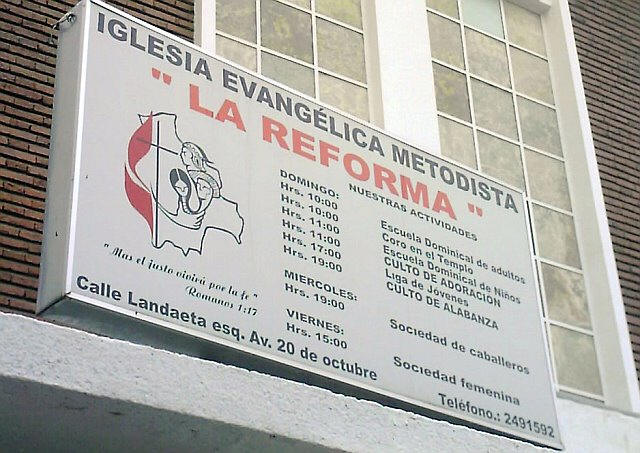 IGLESIA EVANGÉLICA METODISTA
" LA REFORMA "
NUESTRAS ACTIVIDADES
DOMINGO:
Hrs. 10:00 Escuela Dominical de adultos
Hrs. 10:00 Coro en el Templo
Hrs. 11:00 Escuela Dominical de Niños
Hrs. 11:00 CULTO DE ADORACIÓN
Hrs. 17:00 Liga de Jóvenes
Hrs. 19:00 CULTO DE ALABANZA
MIERCOLES:
Hrs. 19:00 Sociedad de caballeros
VIERNES:
Hrs. 15:00 Sociedad femenina
" Mas el justo vivirá por la fe "
Romanos 1:17
Calle Landaeta esq. Av. 20 de octubre
Teléfono.: 2491592